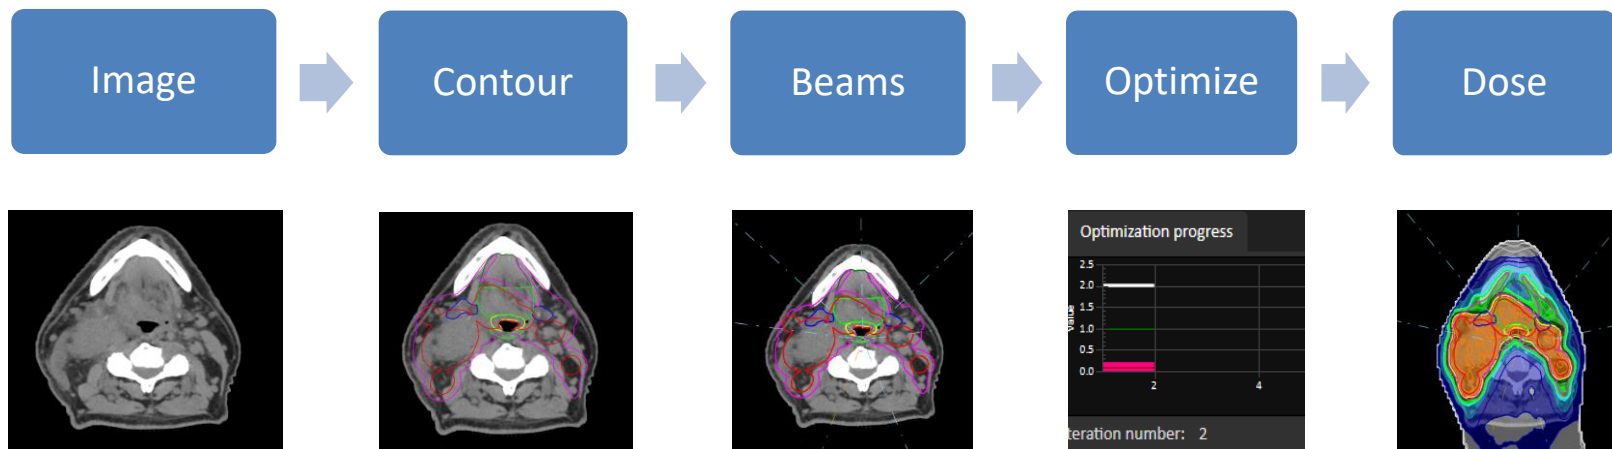 Image
Contour
Beams
Optimize
Dose
Optimization progress
2.5
2.0
1.5
1.0
0.5
0.0
Value
2
4
teration number: 2